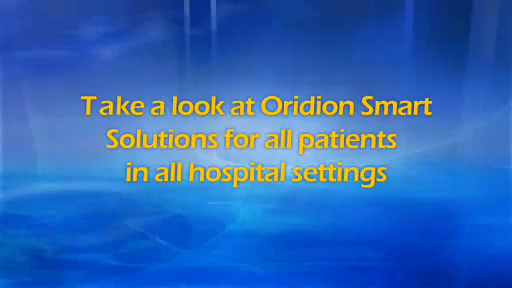 Take a look at Oridion Smart
Solutions for all patients
in all hospital settings